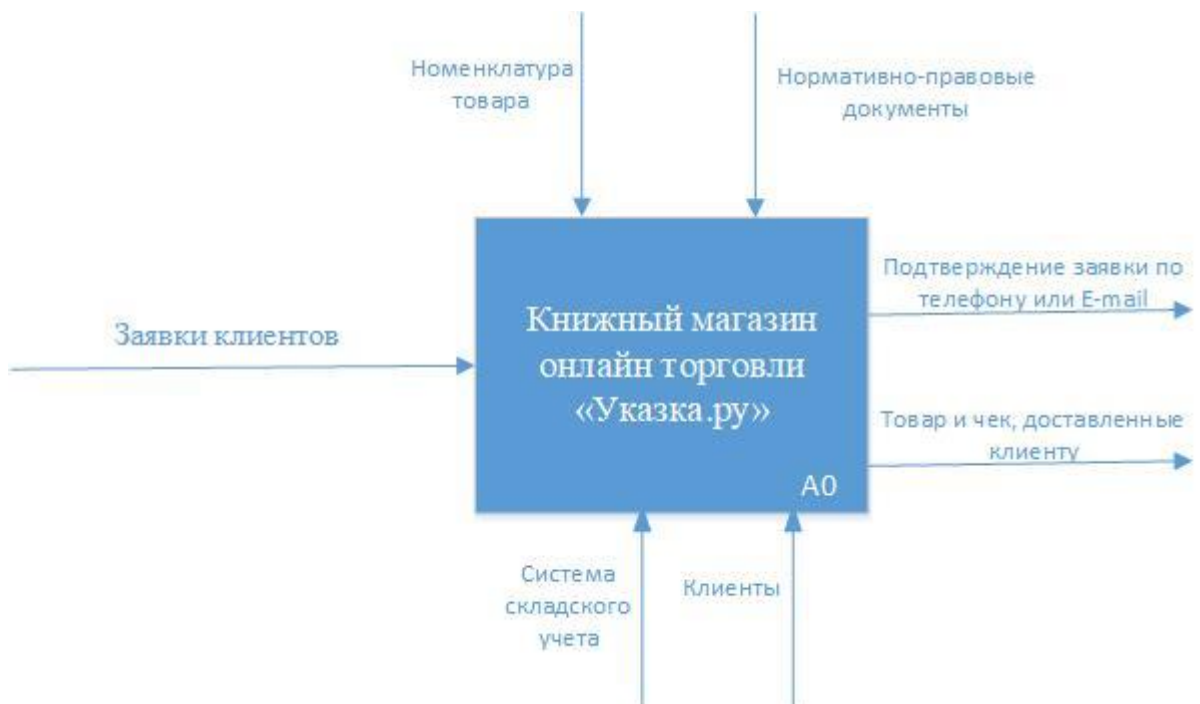 Номенклатура
товара
Нормативно-правовые
документы
Заявки клиентов
Книжный магазин
онлайн торговли
«Указка.ру»
A0
Подтверждение заявки по
телефону или E-mail
Товар и чек, доставленные
клиенту
Система
складского
учета
Клиенты